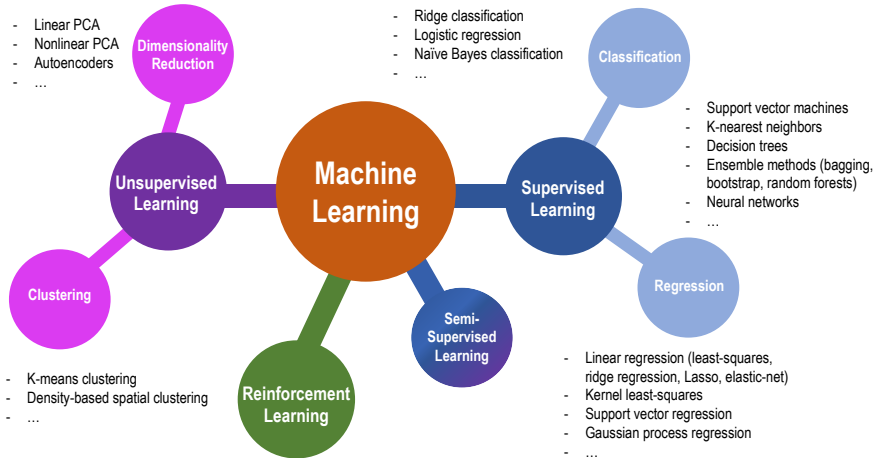 - Linear PCA
- Nonlinear PCA
- Autoencoders
- …
Dimensionality
Reduction
- Ridge classification
- Logistic regression
- Naïve Bayes classification
- …
Classification
- Support vector machines
- K-nearest neighbors
- Decision trees
- Ensemble methods (bagging,
bootstrap, random forests)
- Neural networks
- …
Unsupervised
Learning
Machine
Learning
Supervised
Learning
Clustering
Regression
Semi-
Supervised
Learning
- K-means clustering
- Density-based spatial clustering
- …
Reinforcement
Learning
- Linear regression (least-squares,
ridge regression, Lasso, elastic-net)
- Kernel least-squares
- Support vector regression
- Gaussian process regression
- …